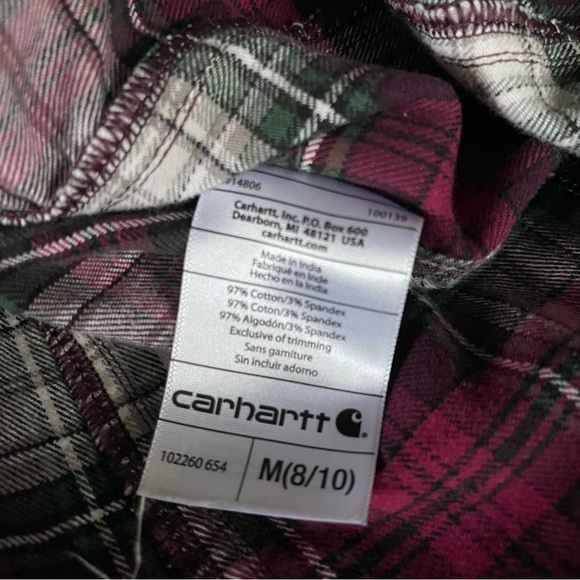 100139
Carhartt, Inc. P.O. Box 600
Dearborn, MI 48121 USA
carhartt.com
Made in India
Fabriqué en Inde
Hecho en la India
97% Cotton/3% Spandex
97% Coton/3% Spandex
97% Algodón/3% Spandex
Exclusive of trimming
Sans garniture
Sin incluir adorno
carhartt
102260 654
M(8/10)